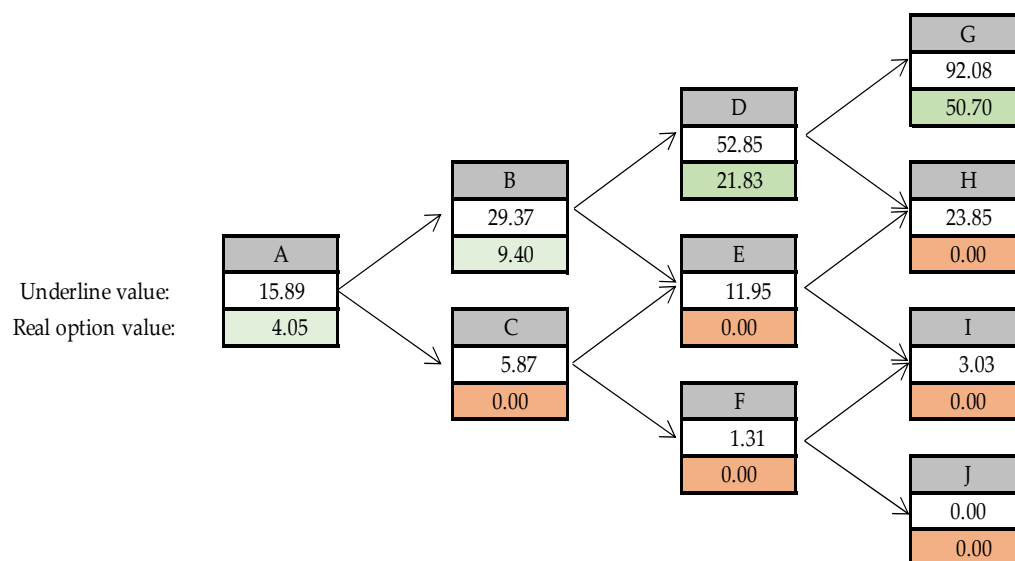 G
92.08
50.70
D
52.85
21.83
B
29.37
9.40
H
23.85
0.00
A
Underline value: 15.89
Real option value: 4.05
E
11.95
0.00
C
5.87
0.00
I
3.03
0.00
F
1.31
0.00
J
0.00
0.00